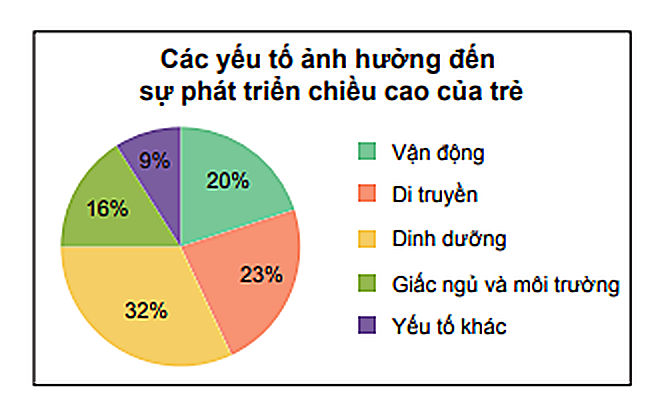 Các yếu tố ảnh hưởng đến
sự phát triển chiều cao của trẻ
9%
20%
16%
23%
32%
Vận động
Di truyền
Dinh dưỡng
Giấc ngủ và môi trường
Yếu tố khác